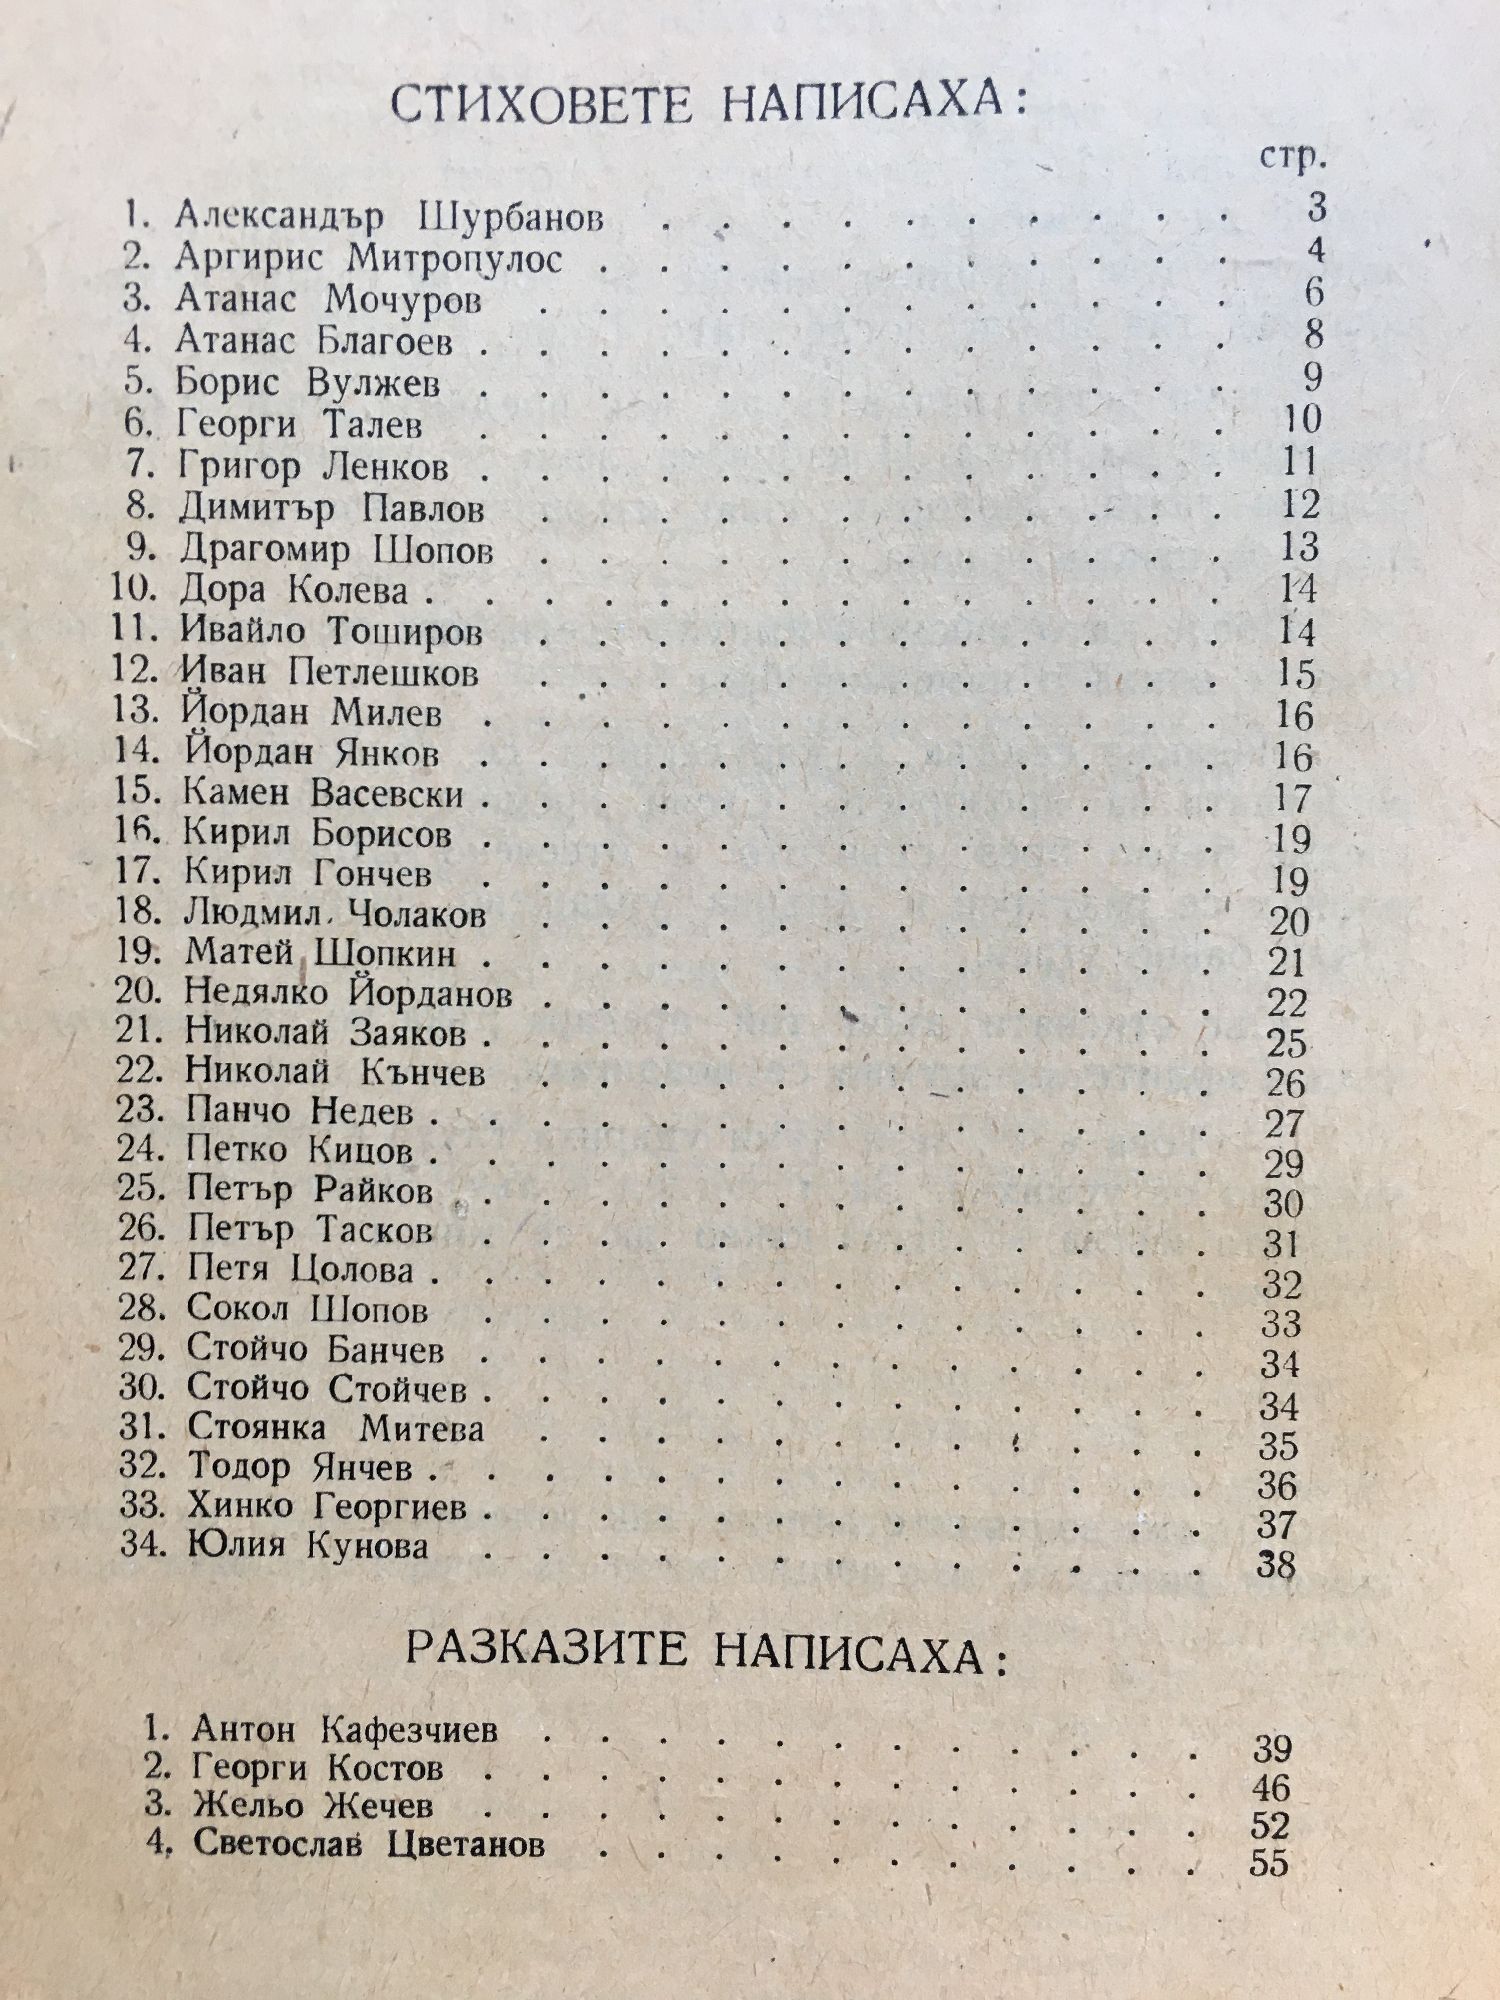 СТИХОВЕТЕ НАПИСАХА:
стр.
1. Александър Шурбанов . . . . . . . . . . 3
2. Аргирис Митропулос . . . . . . . . . . . 4
3. Атанас Мочуров . . . . . . . . . . . . 6
4. Атанас Благоев . . . . . . . . . . . . . 8
5. Борис Вулжев . . . . . . . . . . . . . 9
6. Георги Талев . . . . . . . . . . . . . 10
7. Григор Ленков . . . . . . . . . . . . . 11
8. Димитър Павлов . . . . . . . . . . . . 12
9. Драгомир Шопов . . . . . . . . . . . . 13
10. Дора Колева . . . . . . . . . . . . . . 14
11. Ивайло Тоширов . . . . . . . . . . . . 14
12. Иван Петлешков . . . . . . . . . . . . 15
13. Йордан Милев . . . . . . . . . . . . . 16
14. Йордан Янков . . . . . . . . . . . . . 16
15. Камен Васевски . . . . . . . . . . . . . 17
16. Кирил Борисов . . . . . . . . . . . . . 19
17. Кирил Гончев . . . . . . . . . . . . . 19
18. Людмил Чолаков . . . . . . . . . . . . 20
19. Матей Шопкин . . . . . . . . . . . . . 21
20. Недялко Йорданов . . . . . . . . . . . . 22
21. Николай Заяков . . . . . . . . . . . . . 25
22. Николай Кънчев . . . . . . . . . . . . 26
23. Панчо Недев . . . . . . . . . . . . . . 27
24. Петко Кицов . . . . . . . . . . . . . . 29
25. Петър Райков . . . . . . . . . . . . . 30
26. Петър Тасков . . . . . . . . . . . . . 31
27. Петя Цолова . . . . . . . . . . . . . . 32
28. Сокол Шопов . . . . . . . . . . . . . 33
29. Стойчо Банчев . . . . . . . . . . . . . 34
30. Стойчо Стойчев . . . . . . . . . . . . . 34
31. Стоянка Митева . . . . . . . . . . . . 35
32. Тодор Янчев . . . . . . . . . . . . . . 36
33. Хинко Георгиев . . . . . . . . . . . . . 37
34. Юлия Кунова . . . . . . . . . . . . . 38
РАЗКАЗИТЕ НАПИСАХА:
1. Антон Кафезчиев . . . . . . . . . . . . 39
2. Георги Костов . . . . . . . . . . . . . 46
3. Жельо Жечев . . . . . . . . . . . . . 52
4. Светослав Цветанов . . . . . . . . . . . 55